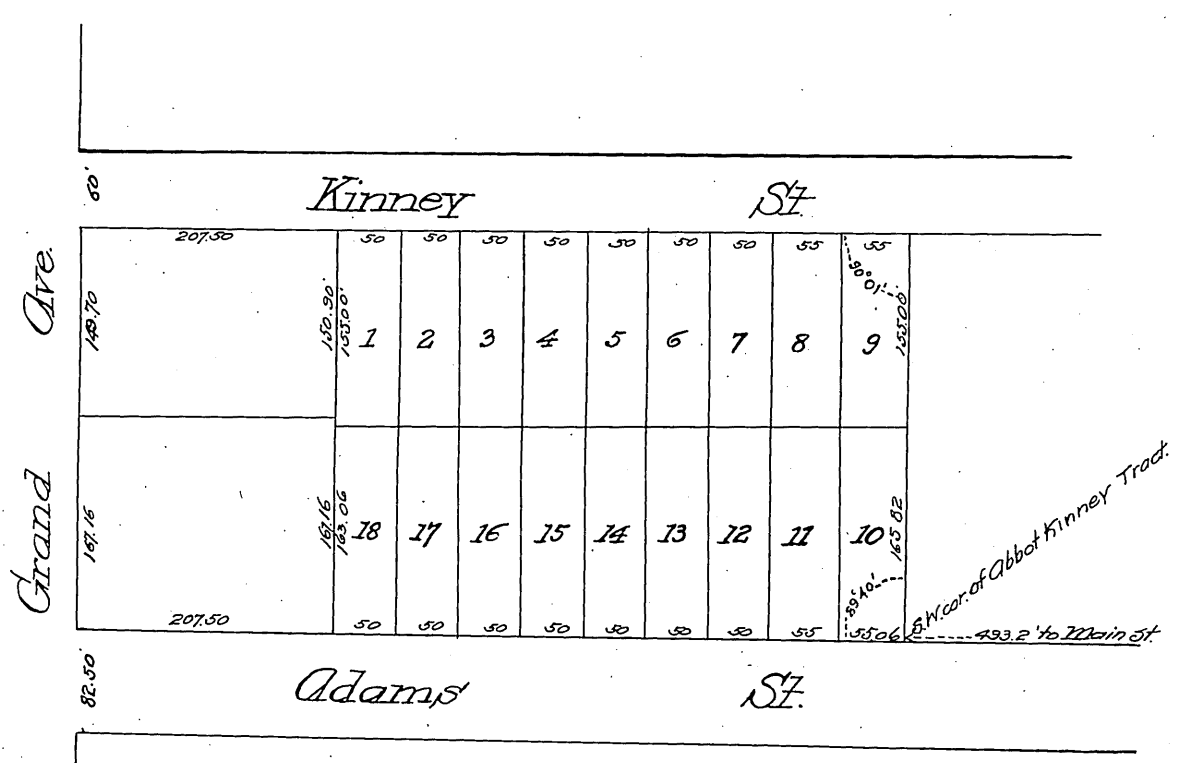 60'
Kinney St.
207.50 50 50 50 50 50 50 50 55 55
90°01'
Grand Ave.
149.70 150.90' 155.00' 155.00'
1 2 3 4 5 6 7 8 9
167.16 167.16 163.06 165 82
18 17 16 15 14 13 12 11 10
89°40'
S.W. cor. of Abbot Kinney Tract.
207.50 50 50 50 50 50 50 50 55 55 06 493.2' to Main St.
82.50'
Adams St.